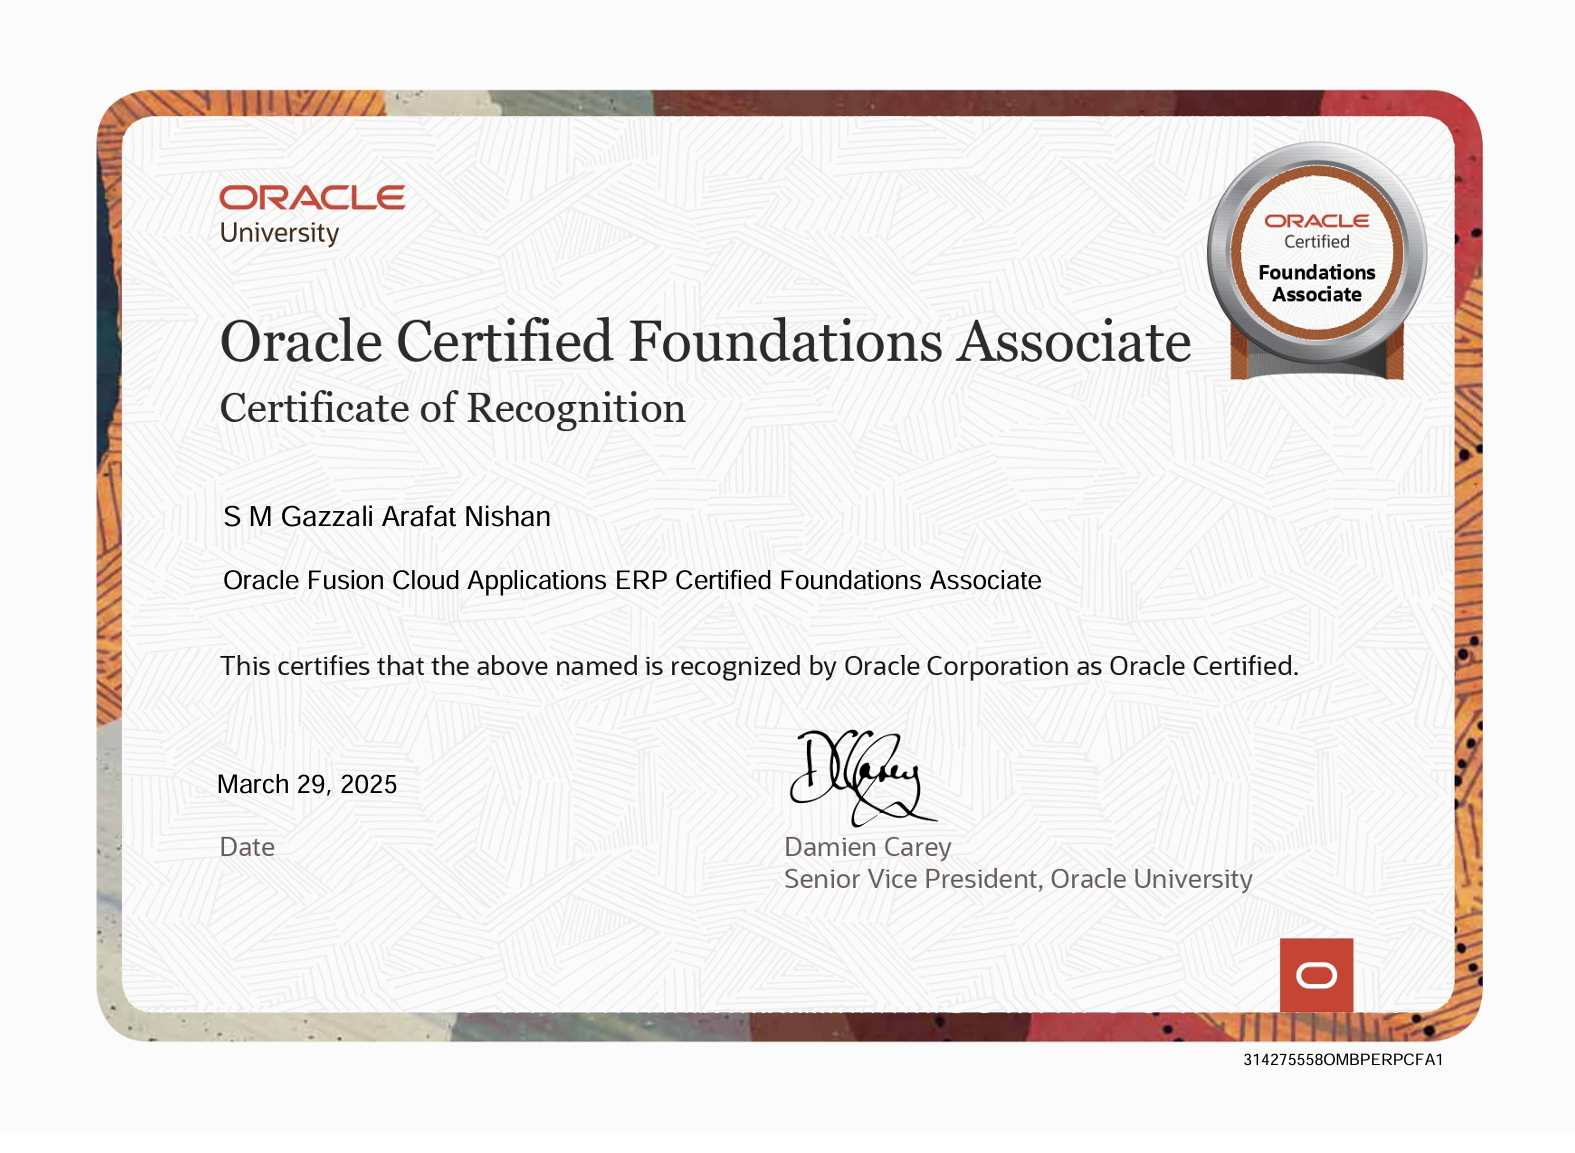 ORACLE
University
ORACLE
Certified
Foundations
Associate
Oracle Certified Foundations Associate
Certificate of Recognition
S M Gazzali Arafat Nishan
Oracle Fusion Cloud Applications ERP Certified Foundations Associate
This certifies that the above named is recognized by Oracle Corporation as Oracle Certified.
DCCarey
March 29, 2025
Date
Damien Carey
Senior Vice President, Oracle University
314275558OMBPERPCFA1